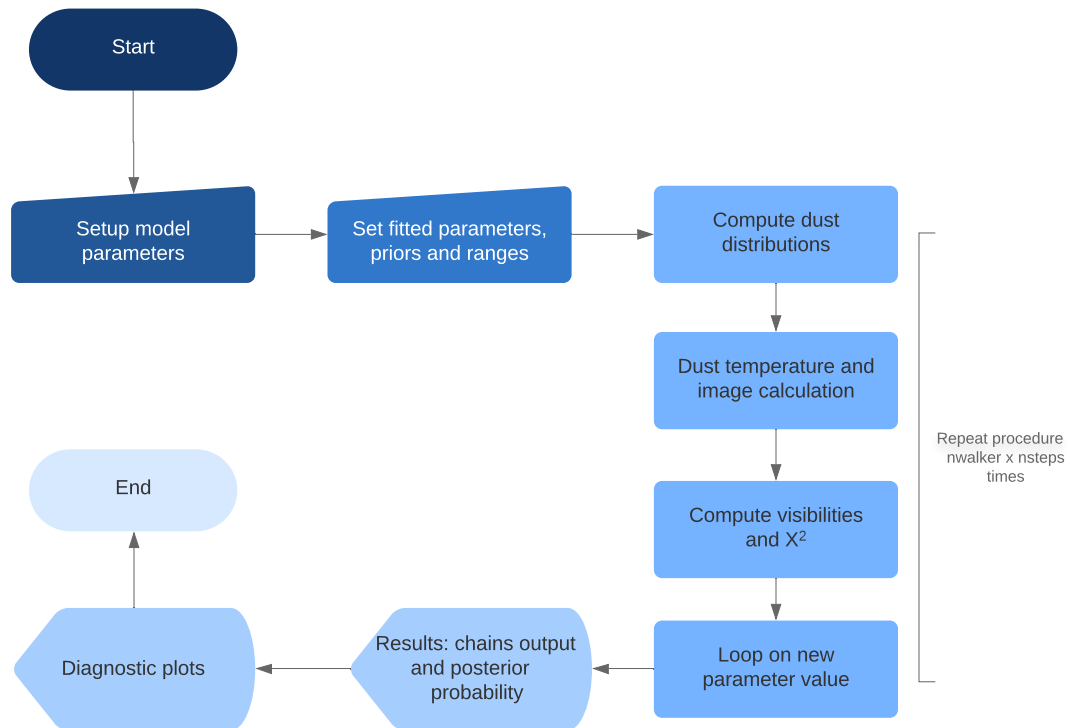 Start
Setup model
parameters
Set fitted parameters,
priors and ranges
Compute dust
distributions
Dust temperature and
image calculation
Compute visibilities
and X²
Loop on new
parameter value
Repeat procedure
nwalker x nsteps
times
Results: chains output
and posterior
probability
Diagnostic plots
End